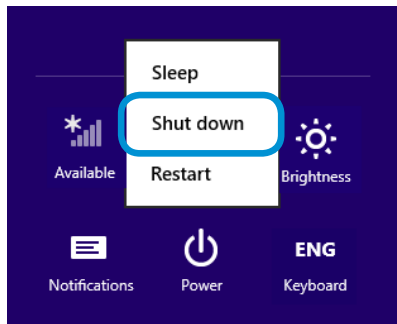 Sleep
Shut down
Restart
Available
Brightness
Notifications
Power
ENG
Keyboard